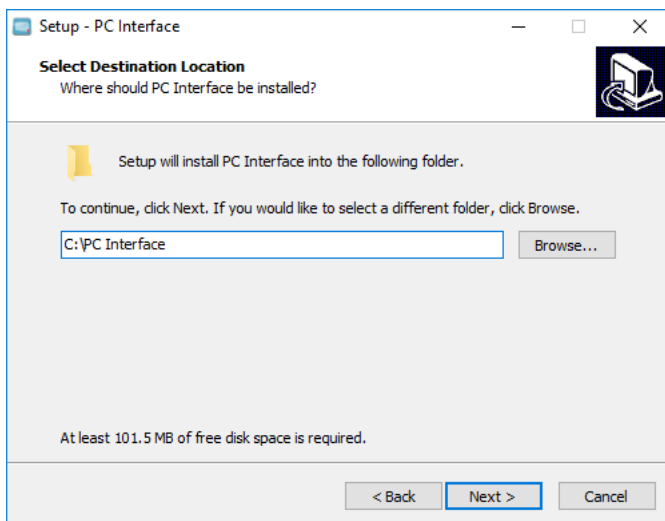 Setup - PC Interface
Select Destination Location
Where should PC Interface be installed?
Setup will install PC Interface into the following folder.
To continue, click Next. If you would like to select a different folder, click Browse.
C:\PC Interface
Browse...
At least 101.5 MB of free disk space is required.
< Back
Next >
Cancel